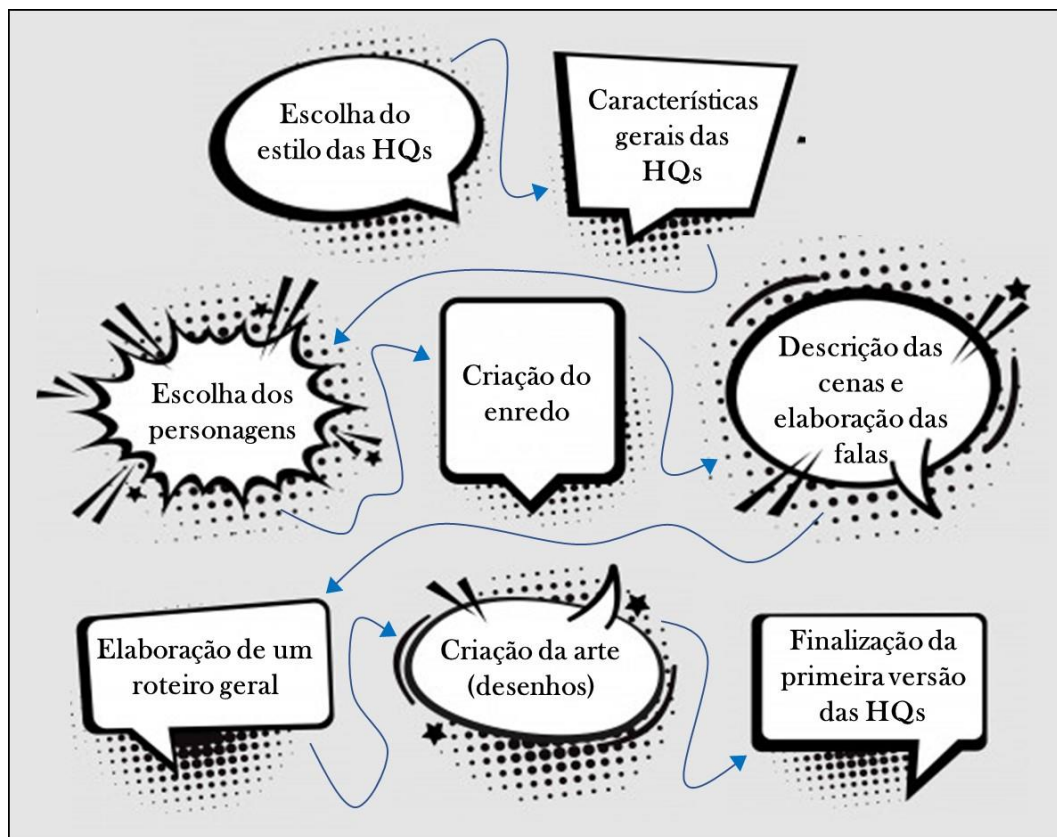 Escolha do
estilo das HQs
Características
gerais das
HQs
Escolha dos
personagens
Criação do
enredo
Descrição das
cenas e
elaboração das
falas
Elaboração de um
roteiro geral
Criação da arte
(desenhos)
Finalização da
primeira versão
das HQs